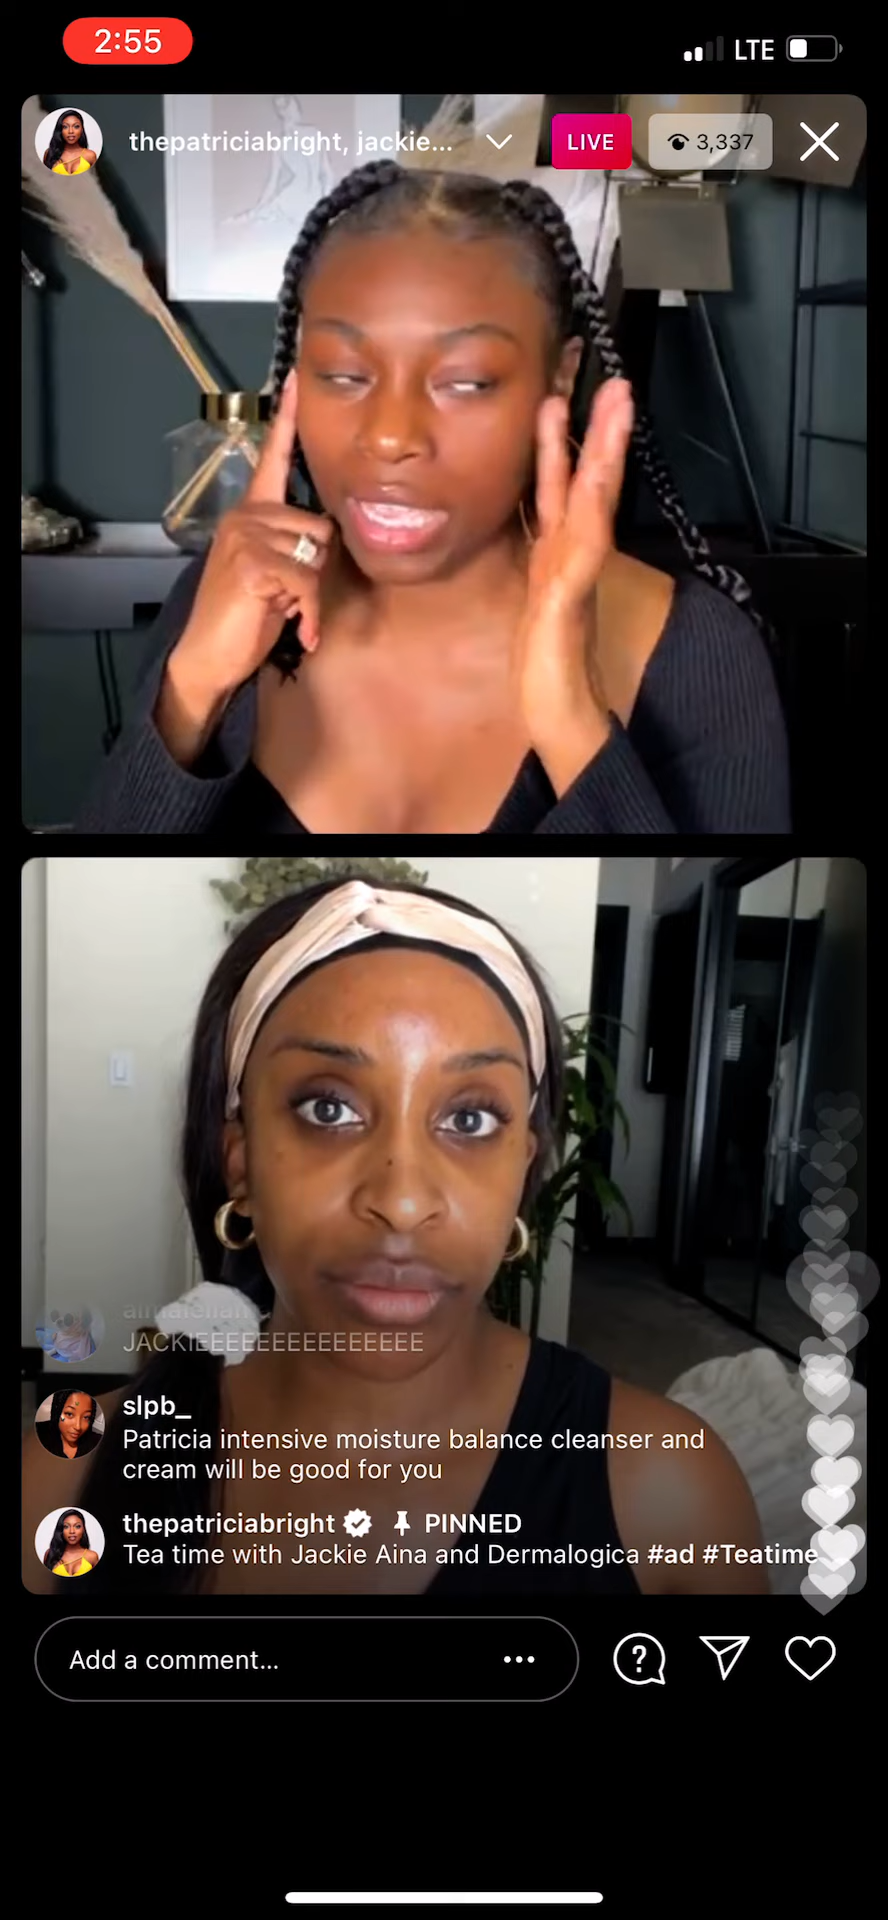 2:55
LTE
thepatriciabright, jackie...
LIVE
3,337
JACKIEEEEEEEEEEEEEEE
slpb_
Patricia intensive moisture balance cleanser and
cream will be good for you
thepatriciabright PINNED
Tea time with Jackie Aina and Dermalogica #ad #Teatime
Add a comment...